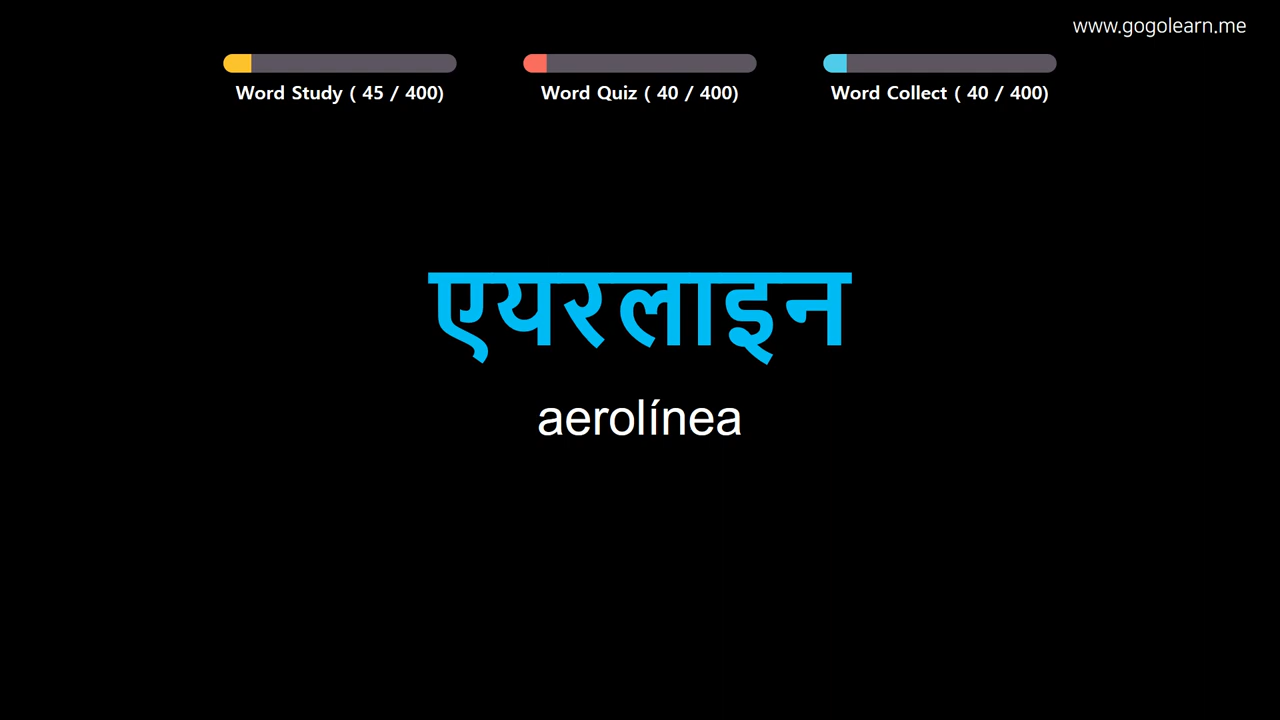 www.gogolearn.me
Word Study ( 45 / 400)
Word Quiz ( 40 / 400)
Word Collect ( 40 / 400)
एयरलाइन
aerolínea